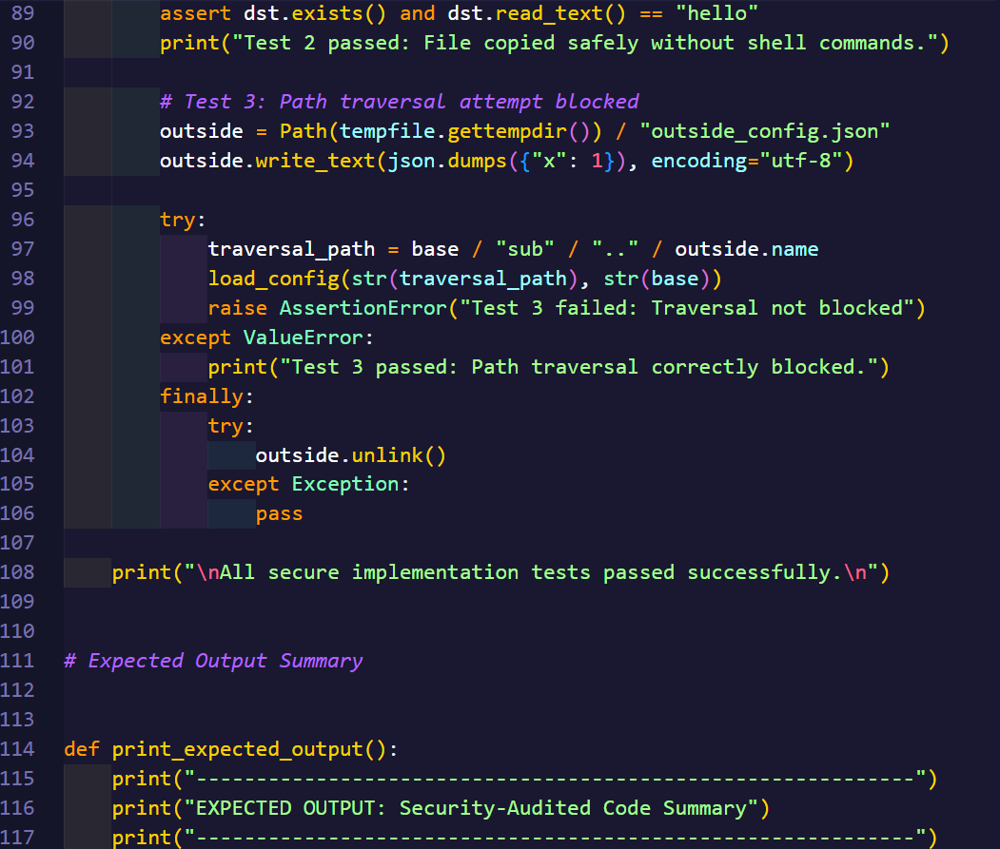 89 assert dst.exists() and dst.read_text() == "hello"
90 print("Test 2 passed: File copied safely without shell commands.")
91
92 # Test 3: Path traversal attempt blocked
93 outside = Path(tempfile.gettempdir()) / "outside_config.json"
94 outside.write_text(json.dumps({"x": 1}), encoding="utf-8")
95
96 try:
97 traversal_path = base / "sub" / ".." / outside.name
98 load_config(str(traversal_path), str(base))
99 raise AssertionError("Test 3 failed: Traversal not blocked")
100 except ValueError:
101 print("Test 3 passed: Path traversal correctly blocked.")
102 finally:
103 try:
104 outside.unlink()
105 except Exception:
106 pass
107
108 print("\nAll secure implementation tests passed successfully.\n")
109
110
111 # Expected Output Summary
112
113
114 def print_expected_output():
115 print("------------------------------------------------------------")
116 print("EXPECTED OUTPUT: Security-Audited Code Summary")
117 print("------------------------------------------------------------")